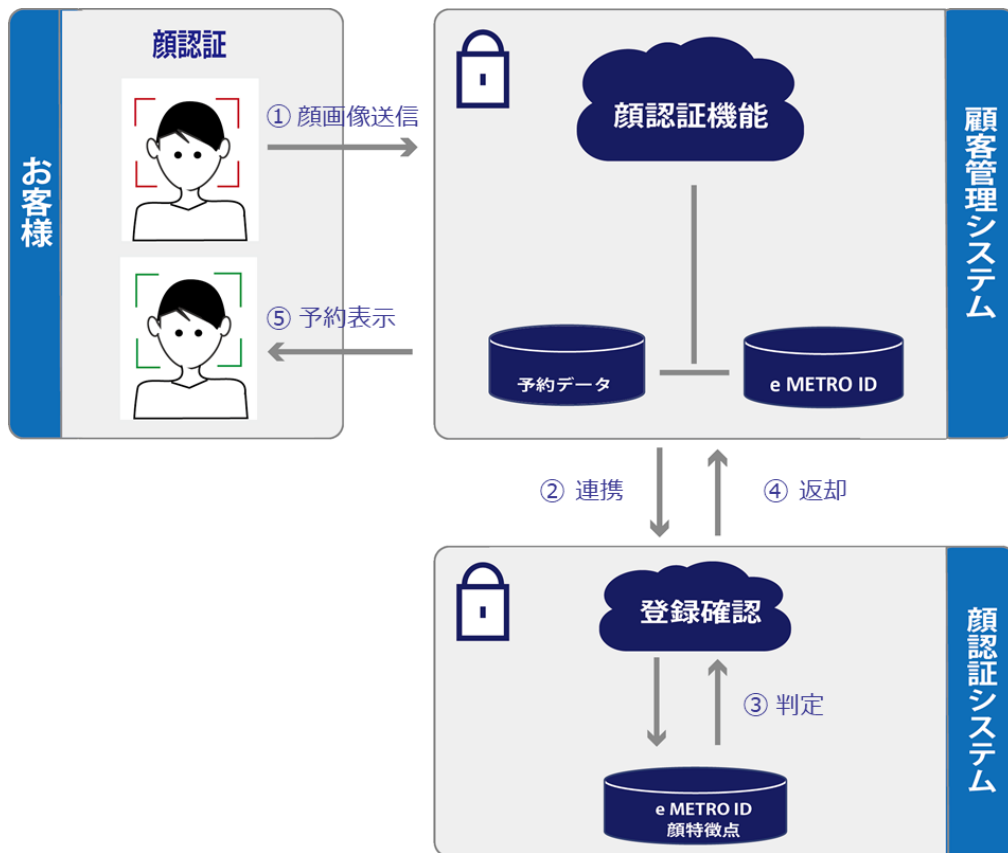 お客様
顔認証
① 顔画像送信
⑤ 予約表示
顔認証機能
予約データ
e METRO ID
顧客管理システム
② 連携
④ 返却
登録確認
③ 判定
e METRO ID
顔特徴点
顔認証システム